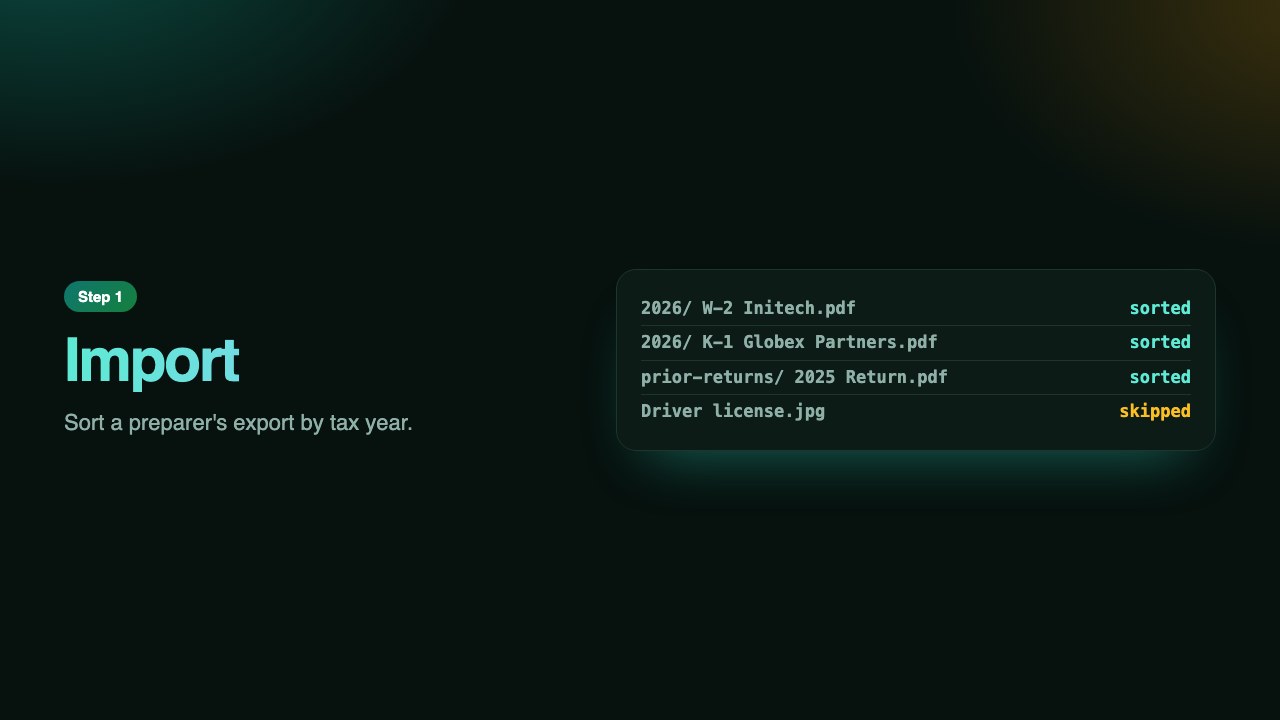 Step 1
Import
Sort a preparer's export by tax year.
2026/ W-2 Initech.pdf sorted
2026/ K-1 Globex Partners.pdf sorted
prior-returns/ 2025 Return.pdf sorted
Driver license.jpg skipped